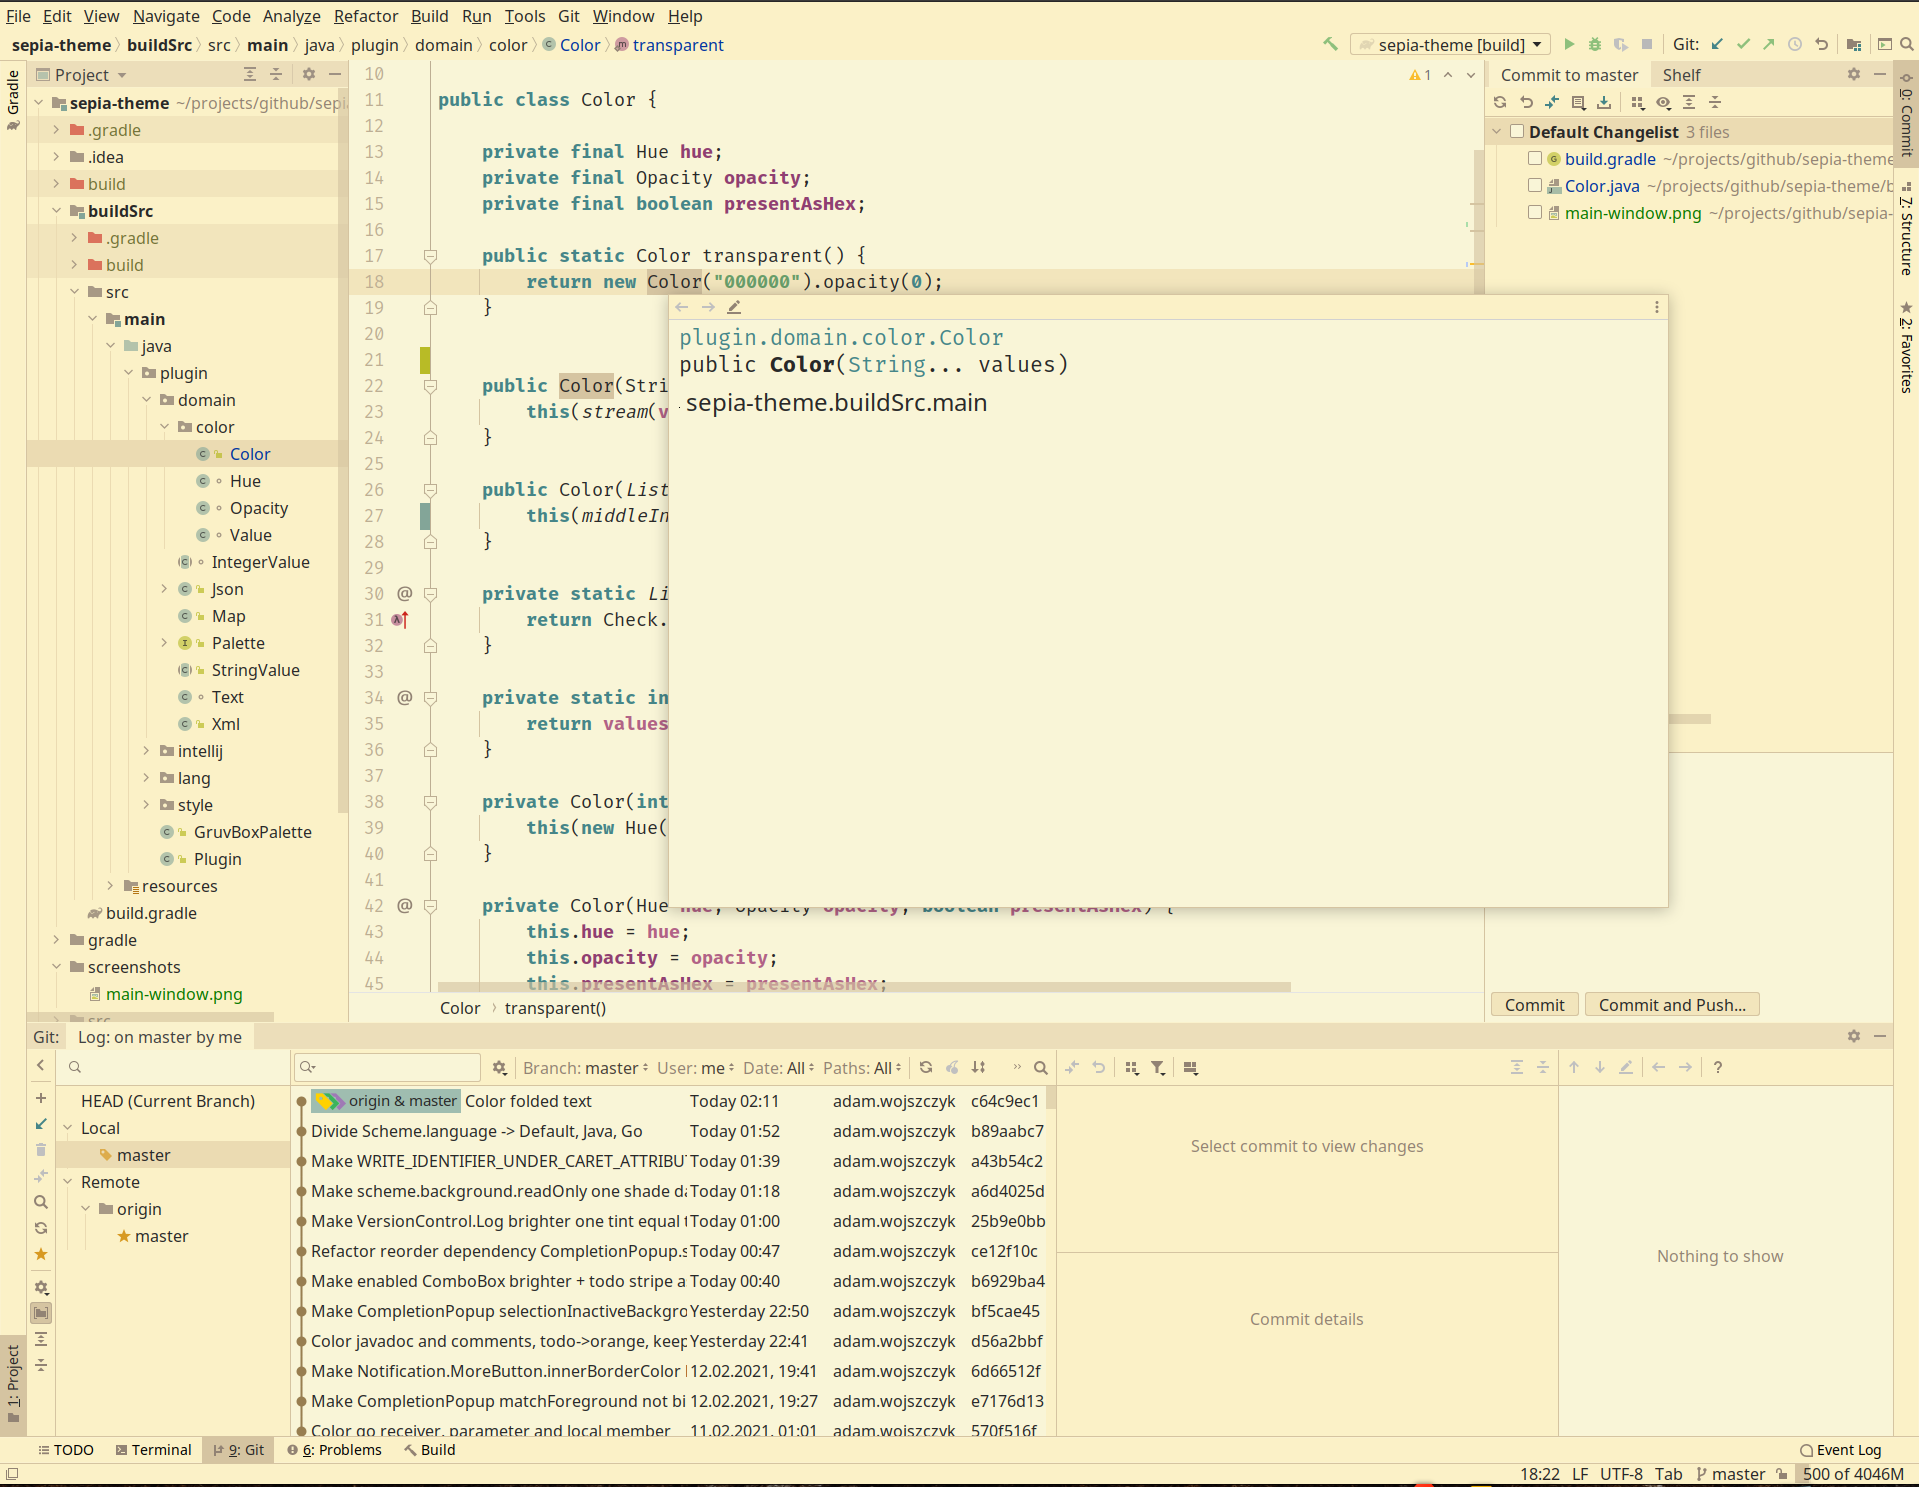 File Edit View Navigate Code Analyze Refactor Build Run Tools Git Window Help
sepia-theme buildSrc src main java plugin domain color Color transparent
sepia-theme [build]
Git:
Gradle
Project
sepia-theme ~/projects/github/sepi
.gradle
.idea
build
buildSrc
.gradle
build
src
main
java
plugin
domain
color
Color
Hue
Opacity
Value
IntegerValue
Json
Map
Palette
StringValue
Text
Xml
intellij
lang
style
GruvBoxPalette
Plugin
resources
build.gradle
gradle
screenshots
main-window.png
src
1
10
11 public class Color {
12
13 private final Hue hue;
14 private final Opacity opacity;
15 private final boolean presentAsHex;
16
17 public static Color transparent() {
18 return new Color("000000").opacity(0);
19 }
20
21
22 public Color(Stri
23 this(stream(v
24 }
25
26 public Color(List
27 this(middleIn
28 }
29
30 @ private static Li
31 return Check.
32 }
33
34 @ private static in
35 return values
36 }
37
38 private Color(int
39 this(new Hue(
40 }
41
42 @ private Color(Hue hue, Opacity opacity, boolean presentAsHex) {
43 this.hue = hue;
44 this.opacity = opacity;
45 this.presentAsHex = presentAsHex;
plugin.domain.color.Color
public Color(String... values)
sepia-theme.buildSrc.main
Color transparent()
Commit to master Shelf
Default Changelist 3 files
build.gradle ~/projects/github/sepia-theme
Color.java ~/projects/github/sepia-theme/b
main-window.png ~/projects/github/sepia-
Commit Commit and Push...
0: Commit
7: Structure
2: Favorites
Git: Log: on master by me
Branch: master User: me Date: All Paths: All
?
HEAD (Current Branch)
Local
master
Remote
origin
master
origin & master Color folded text Today 02:11 adam.wojszczyk c64c9ec1
Divide Scheme.language -> Default, Java, Go Today 01:52 adam.wojszczyk b89aabc7
Make WRITE_IDENTIFIER_UNDER_CARET_ATTRIBU Today 01:39 adam.wojszczyk a43b54c2
Make scheme.background.readOnly one shade da Today 01:18 adam.wojszczyk a6d4025d
Make VersionControl.Log brighter one tint equal t Today 01:00 adam.wojszczyk 25b9e0bb
Refactor reorder dependency CompletionPopup.s Today 00:47 adam.wojszczyk ce12f10c
Make enabled ComboBox brighter + todo stripe a Today 00:40 adam.wojszczyk b6929ba4
Make CompletionPopup selectionInactiveBackgro Yesterday 22:50 adam.wojszczyk bf5cae45
Color javadoc and comments, todo->orange, keep Yesterday 22:41 adam.wojszczyk d56a2bbf
Make Notification.MoreButton.innerBorderColor 12.02.2021, 19:41 adam.wojszczyk 6d66512f
Make CompletionPopup matchForeground not bi 12.02.2021, 19:27 adam.wojszczyk e7176d13
Color go receiver, parameter and local member 11.02.2021, 01:01 adam.wojszczyk 570f516f
Select commit to view changes
Commit details
Nothing to show
1: Project
TODO Terminal 9: Git 6: Problems Build Event Log
18:22 LF UTF-8 Tab master 500 of 4046M